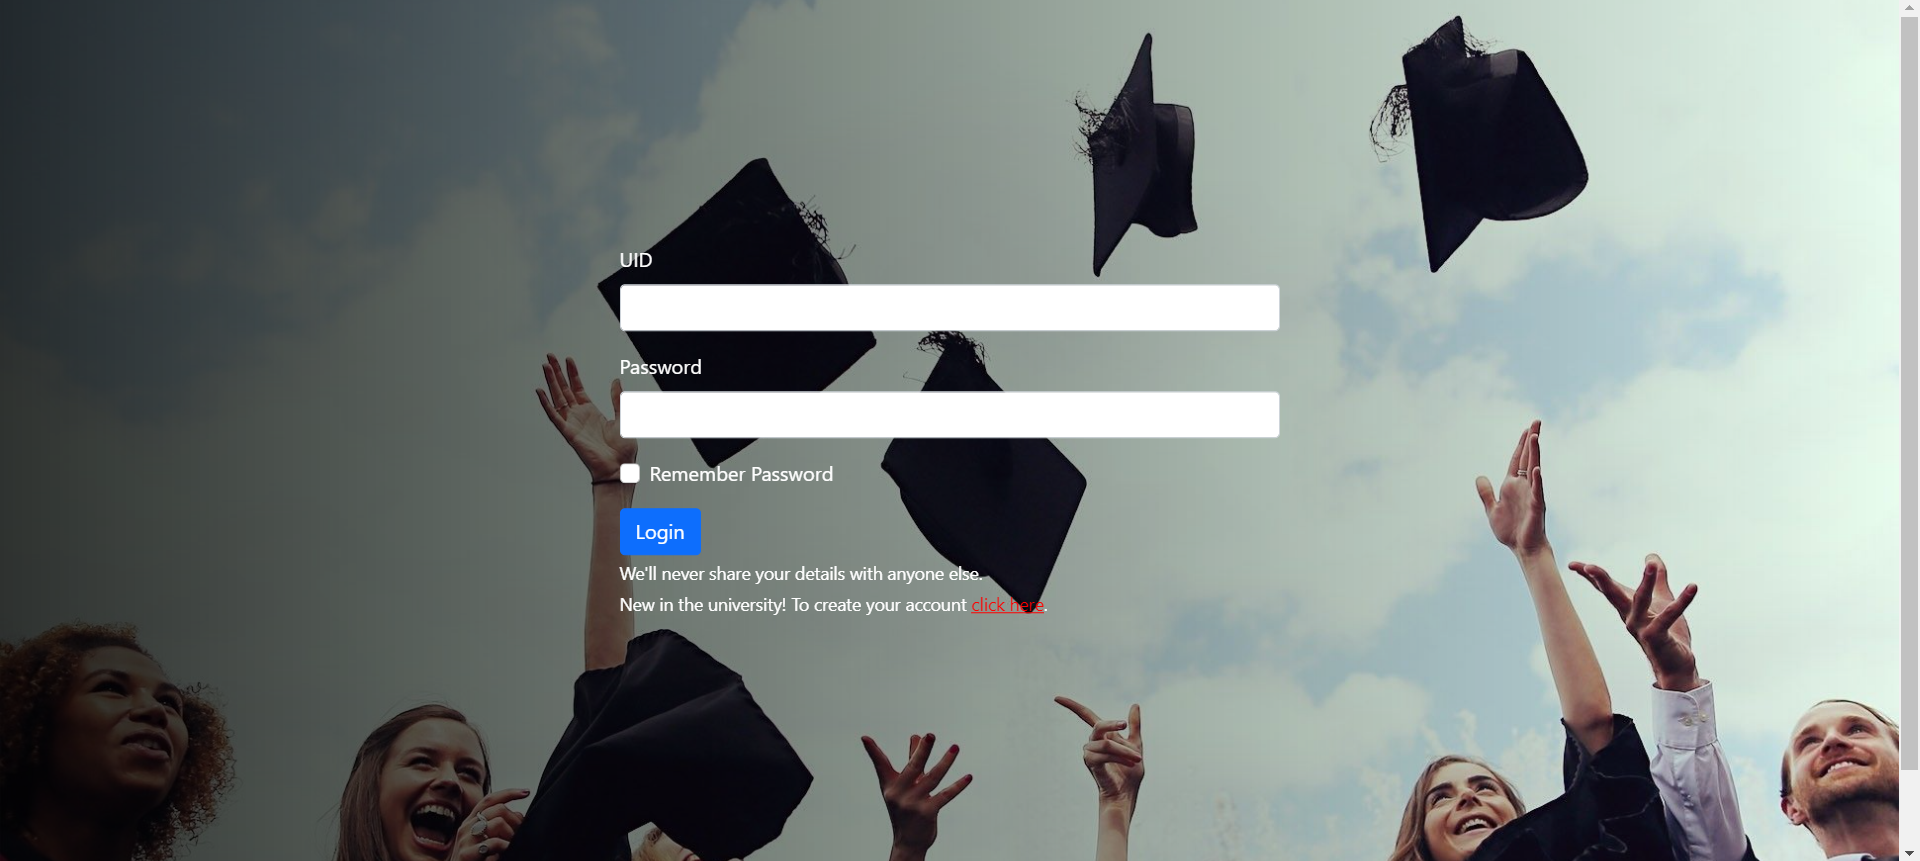 UID
Password
Remember Password
Login
We'll never share your details with anyone else.
New in the university! To create your account click here.